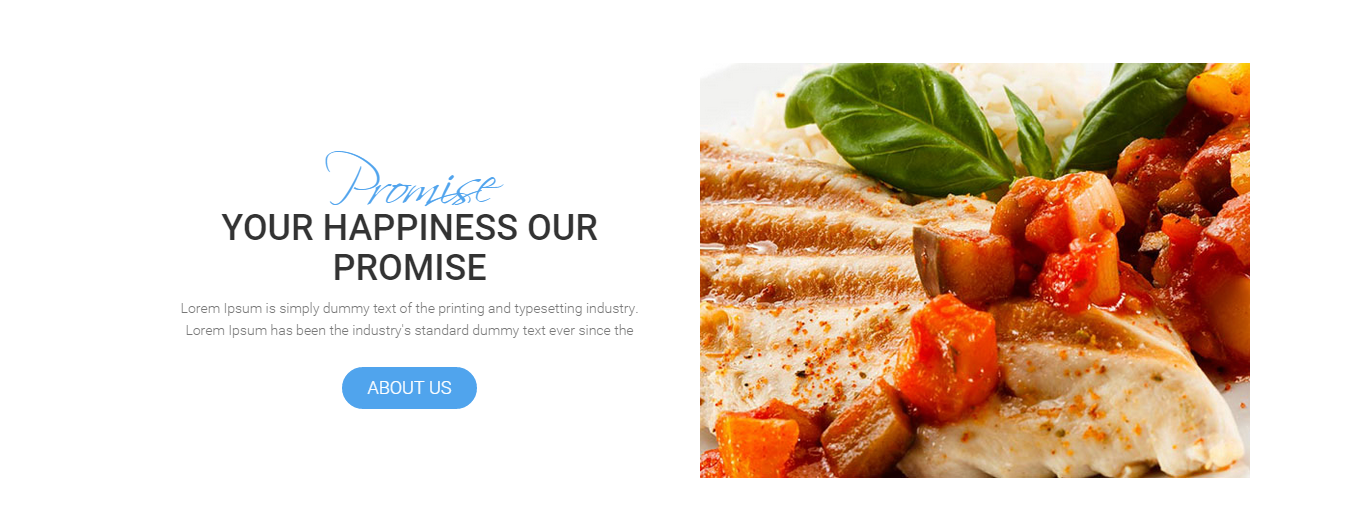 Promise
YOUR HAPPINESS OUR
PROMISE
Lorem Ipsum is simply dummy text of the printing and typesetting industry.
Lorem Ipsum has been the industry's standard dummy text ever since the
ABOUT US